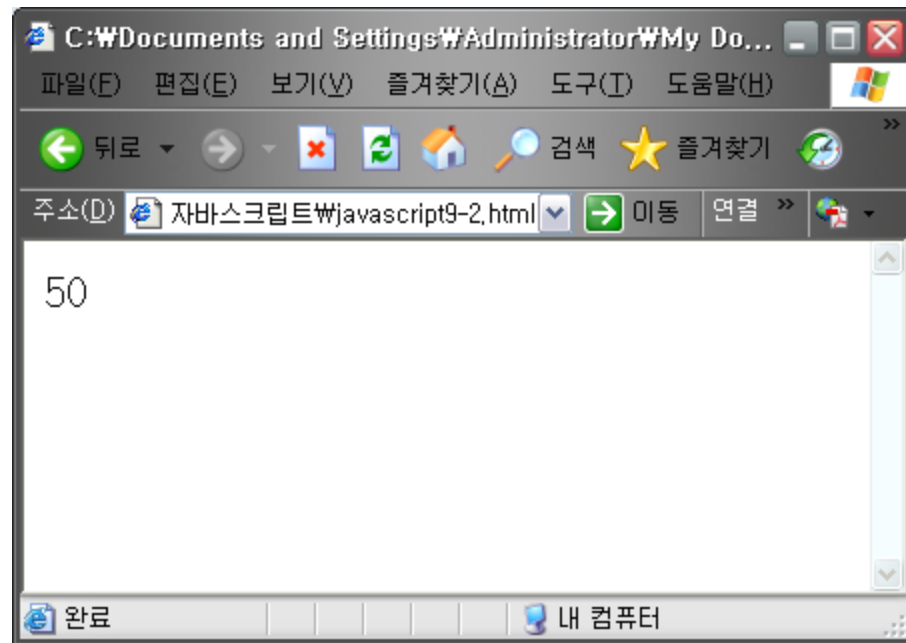 C:₩Documents and Settings₩Administrator₩My Do...
파일(F) 편집(E) 보기(V) 즐겨찾기(A) 도구(T) 도움말(H)
뒤로 검색 즐겨찾기 »
주소(D) 자바스크립트₩javascript9-2.html 이동 연결 »
50
완료 내 컴퓨터